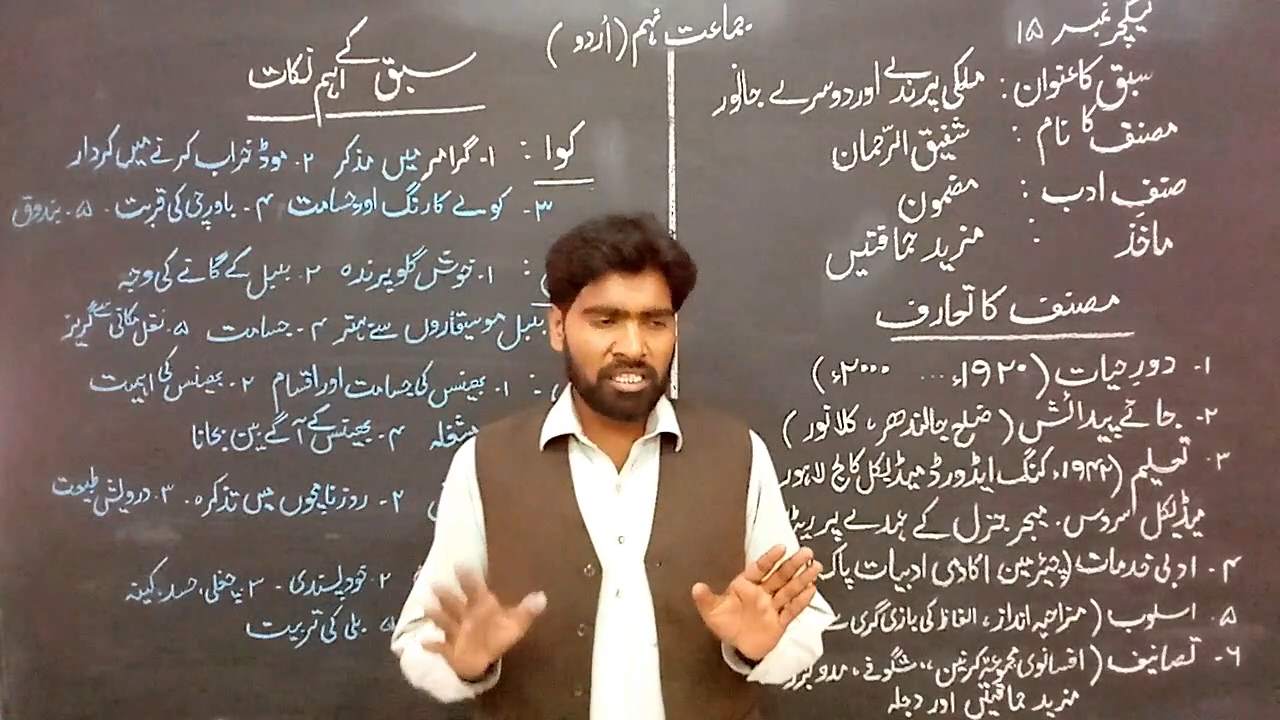 لیکچر نمبر ۱۵
جماعت نہم (اُردو)
سبق کا عنوان : ملکی پرندے اور دوسرے جانور
مصنف کا نام : شفیق الرّحمان
صنفِ ادب : مضمون
ماخذ : مزید حماقتیں
مصنف کا تعارف
۱۔ دورِ حیات (۱۹۲۰ء ... ۲۰۰۰ء)
۲۔ جائے پیدائش (ضلع جالندھر، کلانور)
۳۔ تعلیم (۱۹۴۲ء کنگ ایڈورڈ میڈیکل کالج لاہور
میڈیکل سروس۔ میجر جنرل کے عہدے پر
۴۔ ادبی خدمات (چیئرمین اکادمی ادبیات
۵۔ اسلوب (مزاحیہ انداز، الفاظ کی بازی گری سے
۶۔ تصانیف (افسانوی مجموعہ کرنیں، شگوفے، مدو
مزید حماقتیں اور دجلہ
سبق کے اہم نکات
کوا : ۱۔ گرامر میں مذکر ۲۔ موڈ خراب کرنے میں کردار
۳۔ کوے کا رنگ اور جسامت ۴۔ باورچی کی قربت ۵۔ بندوق
: ۱۔ خوش گلو پرندہ ۲۔ بلبل کے گانے کی وجہ
بلبل موسیقاروں سے بہتر ۴۔ جسامت ۵۔ نقل مکانی سے گریز
: ۱۔ بھینس کی جسامت اور اقسام ۲۔ بھینس کی اہمیت
مشغلہ ۴۔ بھینس کے آگے بین بجانا
۲۔ روزنامچوں میں تذکرہ ۳۔ درویش طبیعت
۲۔ خود پسندی ۳۔ چغلی، حسد، کینہ
بلی کی تربیت